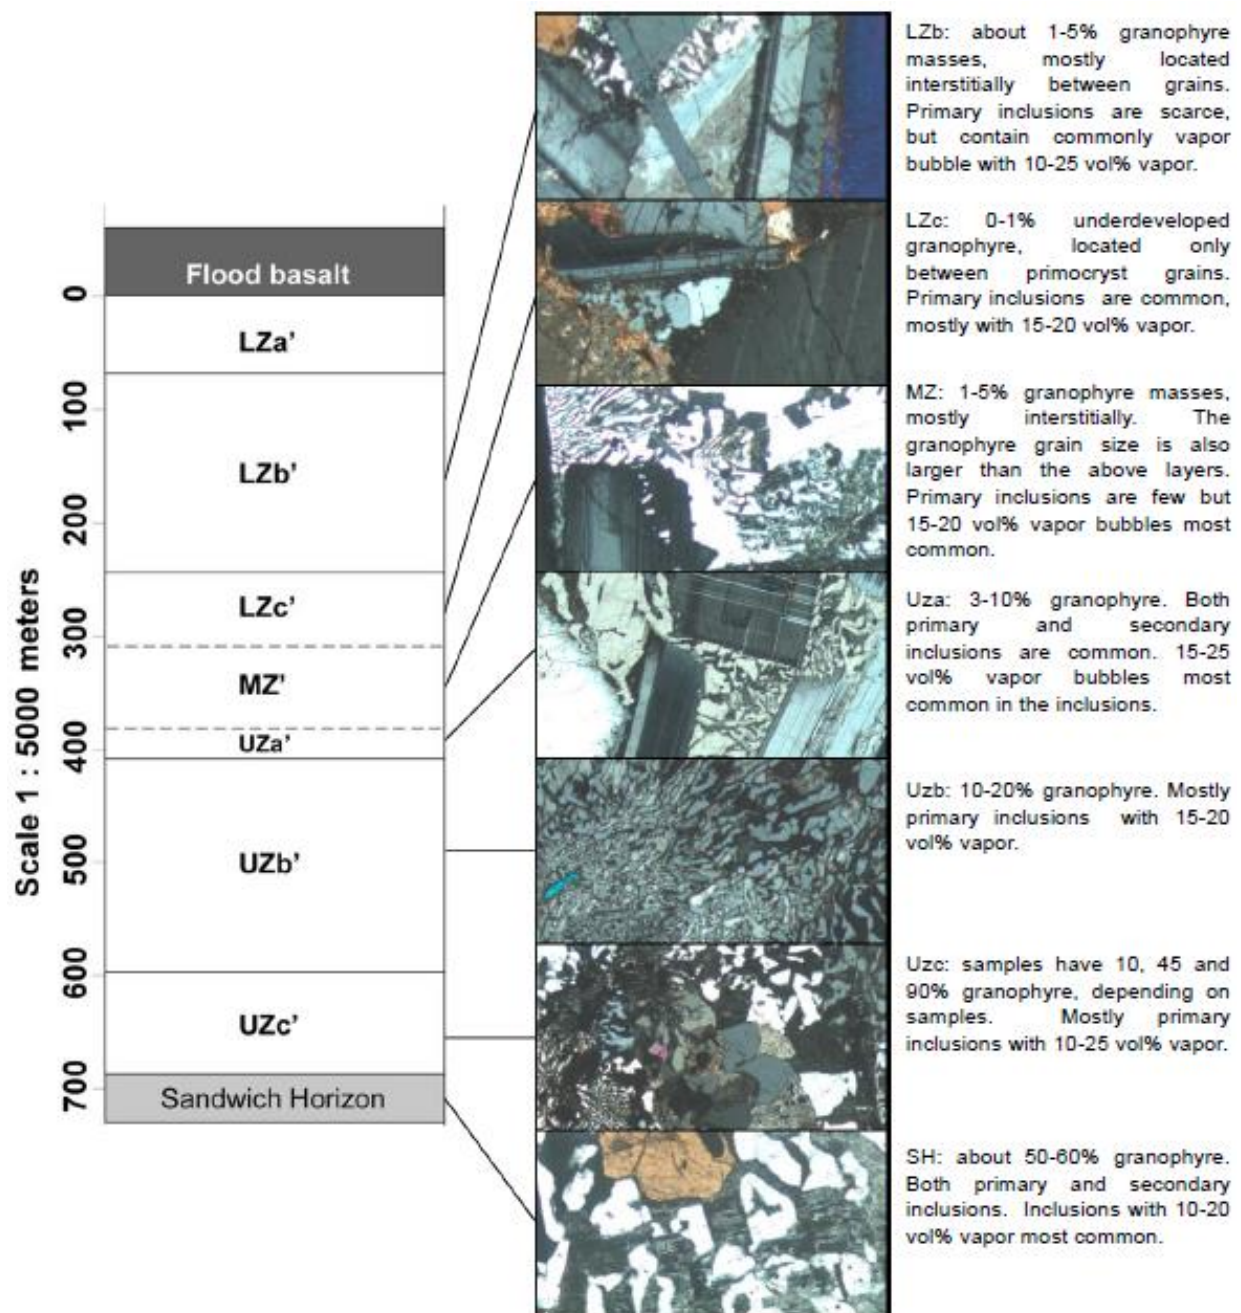 Flood basalt
LZa’
LZb’
LZc’
MZ’
UZa’
UZb’
UZc’
Sandwich Horizon
0
100
200
300
400
500
600
700
Scale 1 : 5000 meters
LZb: about 1-5% granophyre
masses, mostly located
interstitially between grains.
Primary inclusions are scarce,
but contain commonly vapor
bubble with 10-25 vol% vapor.
LZc: 0-1% underdeveloped
granophyre, located only
between primocryst grains.
Primary inclusions are common,
mostly with 15-20 vol% vapor.
MZ: 1-5% granophyre masses,
mostly interstitially. The
granophyre grain size is also
larger than the above layers.
Primary inclusions are few but
15-20 vol% vapor bubbles most
common.
Uza: 3-10% granophyre. Both
primary and secondary
inclusions are common. 15-25
vol% vapor bubbles most
common in the inclusions.
Uzb: 10-20% granophyre. Mostly
primary inclusions with 15-20
vol% vapor.
Uzc: samples have 10, 45 and
90% granophyre, depending on
samples. Mostly primary
inclusions with 10-25 vol% vapor.
SH: about 50-60% granophyre.
Both primary and secondary
inclusions. Inclusions with 10-20
vol% vapor most common.